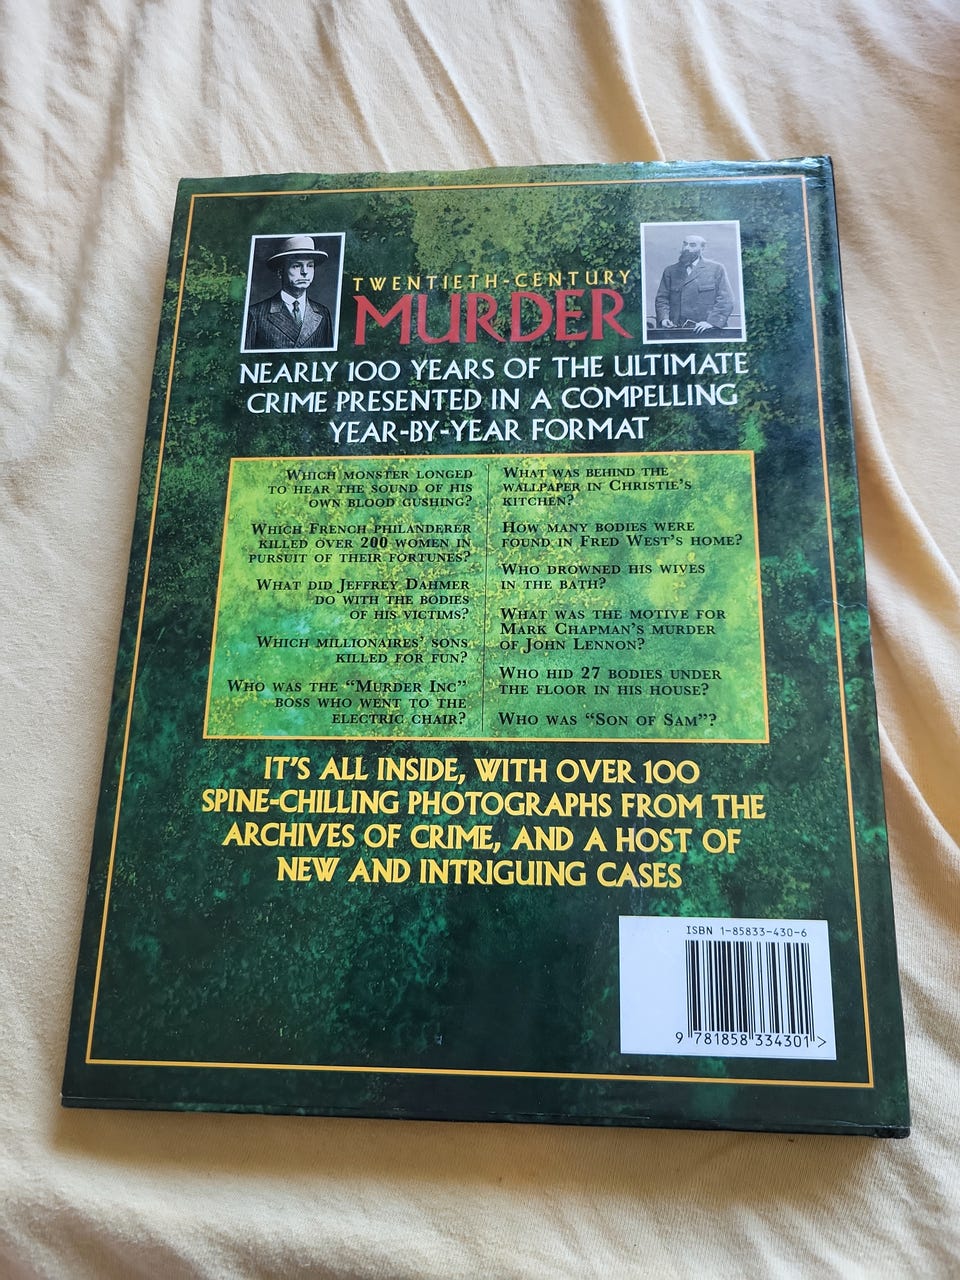 TWENTIETH-CENTURY
MURDER
NEARLY 100 YEARS OF THE ULTIMATE
CRIME PRESENTED IN A COMPELLING
YEAR-BY-YEAR FORMAT
WHICH MONSTER LONGED
TO HEAR THE SOUND OF HIS
OWN BLOOD GUSHING?
WHICH FRENCH PHILANDERER
KILLED OVER 200 WOMEN IN
PURSUIT OF THEIR FORTUNES?
WHAT DID JEFFREY DAHMER
DO WITH THE BODIES
OF HIS VICTIMS?
WHICH MILLIONAIRES' SONS
KILLED FOR FUN?
WHO WAS THE "MURDER INC"
BOSS WHO WENT TO THE
ELECTRIC CHAIR?
WHAT WAS BEHIND THE
WALLPAPER IN CHRISTIE'S
KITCHEN?
HOW MANY BODIES WERE
FOUND IN FRED WEST'S HOME?
WHO DROWNED HIS WIVES
IN THE BATH?
WHAT WAS THE MOTIVE FOR
MARK CHAPMAN'S MURDER
OF JOHN LENNON?
WHO HID 27 BODIES UNDER
THE FLOOR IN HIS HOUSE?
WHO WAS "SON OF SAM"?
IT'S ALL INSIDE, WITH OVER 100
SPINE-CHILLING PHOTOGRAPHS FROM THE
ARCHIVES OF CRIME, AND A HOST OF
NEW AND INTRIGUING CASES
ISBN 1-85833-430-6
9 781858 334301 >